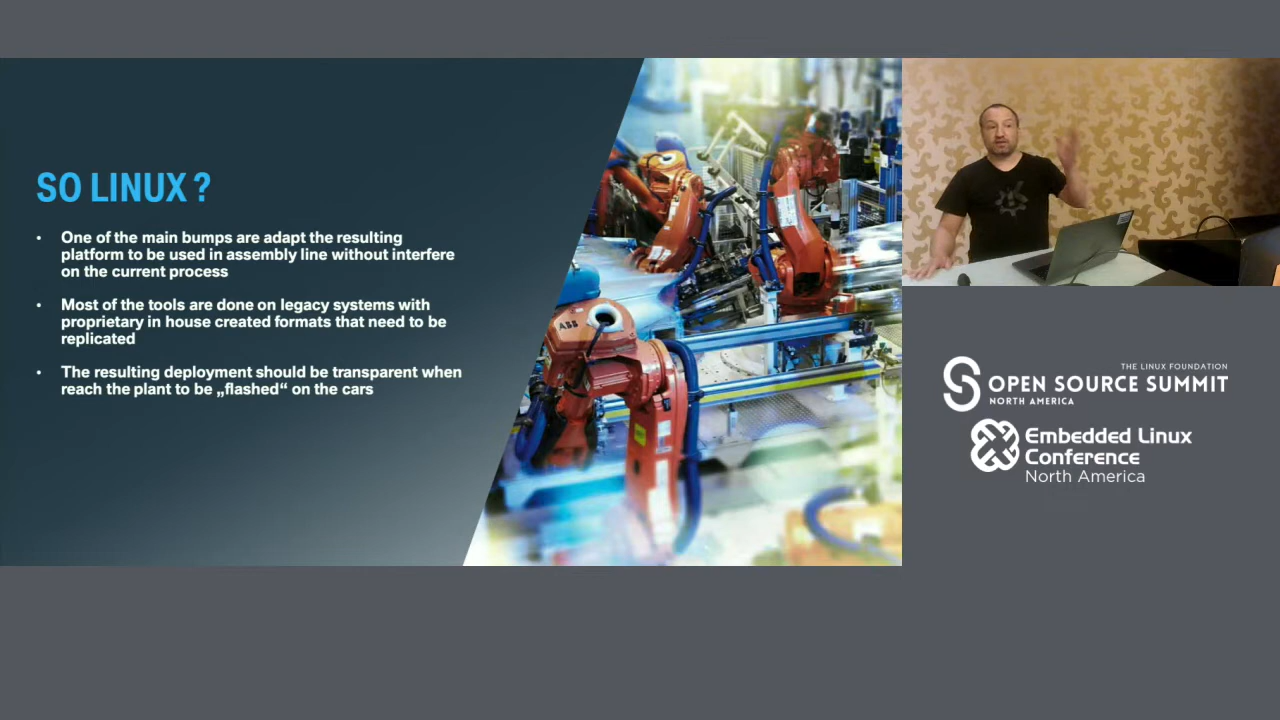 SO LINUX ?
• One of the main bumps are adapt the resulting
platform to be used in assembly line without interfere
on the current process
• Most of the tools are done on legacy systems with
proprietary in house created formats that need to be
replicated
• The resulting deployment should be transparent when
reach the plant to be „flashed“ on the cars
ABB
THE LINUX FOUNDATION
OPEN SOURCE SUMMIT
NORTH AMERICA
Embedded Linux
Conference
North America